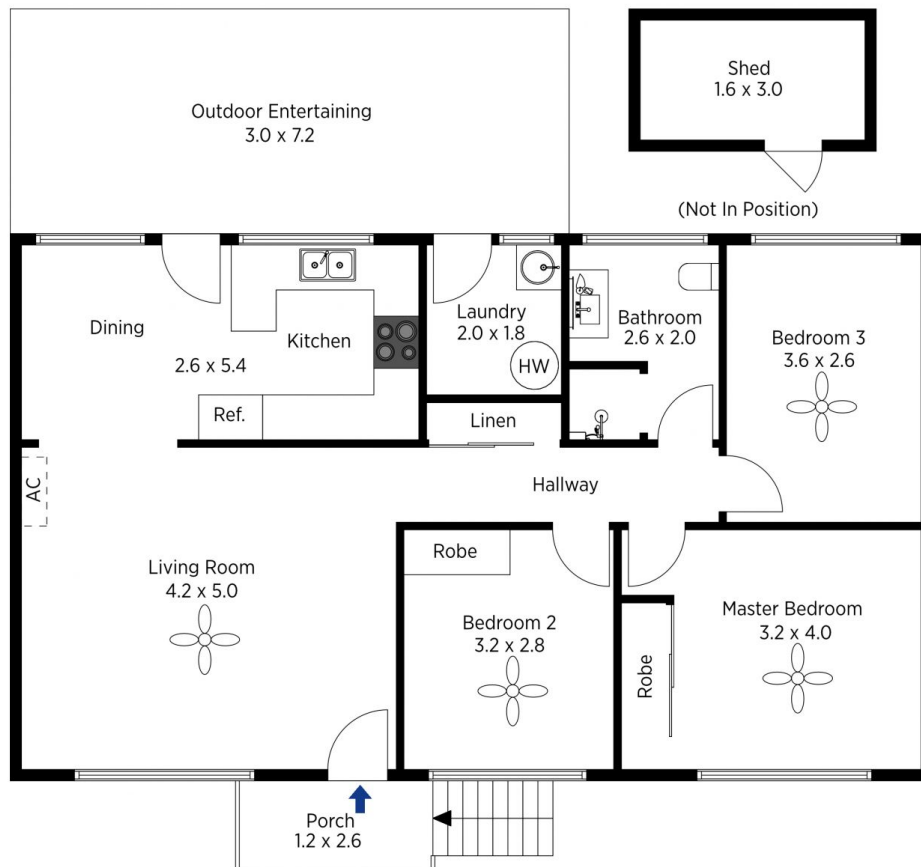 Outdoor Entertaining
3.0 x 7.2
Shed
1.6 x 3.0
(Not In Position)
Dining
Kitchen
2.6 x 5.4
Ref.
Laundry
2.0 x 1.8
HW
Linen
Bathroom
2.6 x 2.0
Bedroom 3
3.6 x 2.6
AC
Hallway
Living Room
4.2 x 5.0
Robe
Bedroom 2
3.2 x 2.8
Robe
Master Bedroom
3.2 x 4.0
Porch
1.2 x 2.6